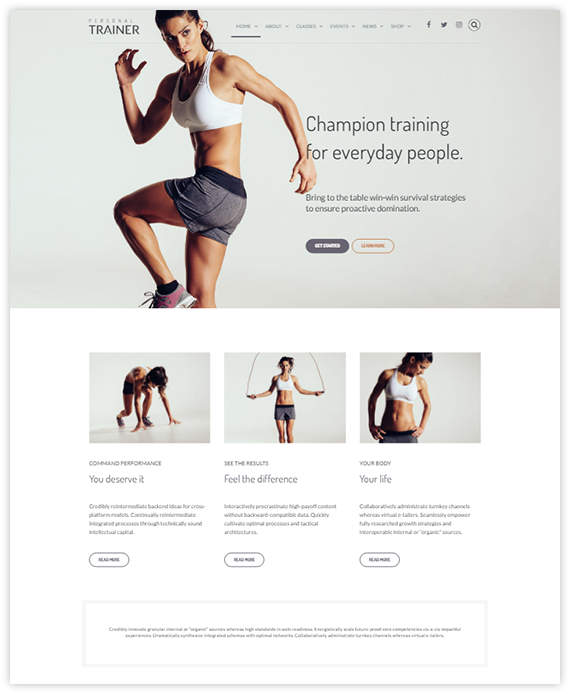 PERSONAL
TRAINER
HOME ABOUT CLASSES EVENTS NEWS SHOP
Champion training
for everyday people.
Bring to the table win-win survival strategies
to ensure proactive domination.
GET STARTED LEARN MORE
COMMAND PERFORMANCE
You deserve it
Credibly reintermediate backend ideas for cross-
platform models. Continually reintermediate
integrated processes through technically sound
intellectual capital.
READ MORE
SEE THE RESULTS
Feel the difference
Interactively procrastinate high-payoff content
without backward-compatible data. Quickly
cultivate optimal processes and tactical
architectures.
READ MORE
YOUR BODY
Your life
Collaboratively administrate turnkey channels
whereas virtual e-tailers. Seamlessly empower
fully researched growth strategies and
interoperable internal or "organic" sources.
READ MORE
Credibly innovate granular internal or "organic" sources whereas high standards in web-readiness. Energistically scale future-proof core competencies vis-a-vis impactful
experiences. Dramatically synthesize integrated schemas with optimal networks. Collaboratively administrate turnkey channels whereas virtual e-tailers.